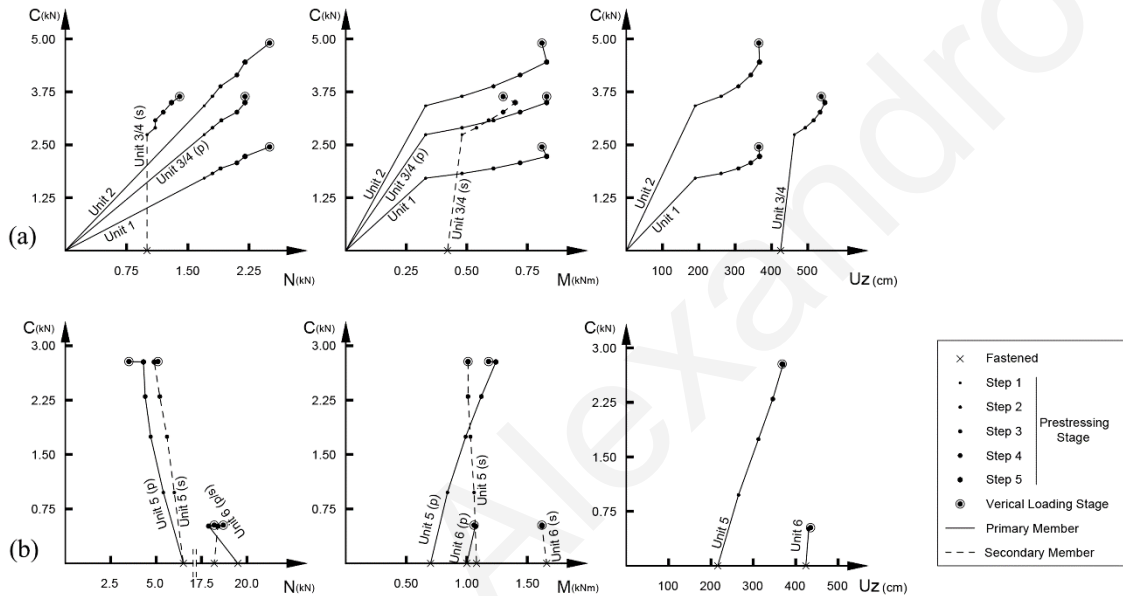 C(kN)
5.00
3.75
2.50
1.25
0.75
1.50
2.25
N(kN)
Unit 3/4 (s)
Unit 2
Unit 3/4 (p)
Unit 1
(a)
C(kN)
5.00
3.75
2.50
1.25
0.25
0.50
0.75
M(kNm)
Unit 2
Unit 3/4 (p)
Unit 1
Unit 3/4 (s)
C(kN)
5.00
3.75
2.50
1.25
100
200
300
400
500
Uz (cm)
Unit 2
Unit 1
Unit 3/4
C(kN)
3.00
2.25
1.50
0.75
2.5
5.0
17.5
20.0
N(kN)
Unit 5 (p)
Unit 5 (s)
Unit 6 (p/s)
(b)
C(kN)
3.00
2.25
1.50
0.75
0.50
1.00
1.50
M(kNm)
Unit 5 (p)
Unit 6 (p)
Unit 5 (s)
Unit 6 (s)
C(kN)
3.00
2.25
1.50
0.75
100
200
300
400
500
Uz (cm)
Unit 5
Unit 6
Fastened
Step 1
Step 2
Step 3
Step 4
Step 5
Prestressing
Stage
Verical Loading Stage
Primary Member
Secondary Member
Alexandro